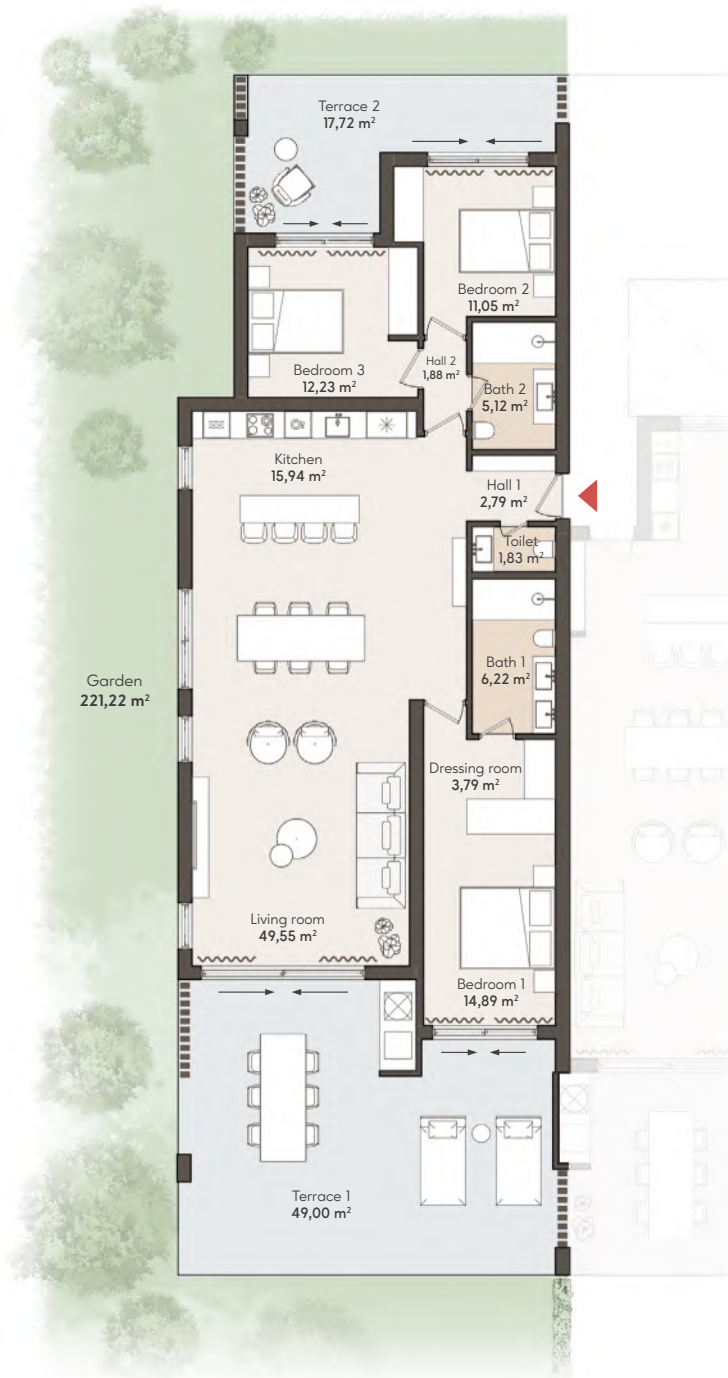 Terrace 2
17,72 m²
Bedroom 2
11,05 m²
Hall 2
1,88 m²
Bedroom 3
12,23 m²
Bath 2
5,12 m²
Kitchen
15,94 m²
Hall 1
2,79 m²
Toilet
1,83 m²
Bath 1
6,22 m²
Garden
221,22 m²
Dressing room
3,79 m²
Living room
49,55 m²
Bedroom 1
14,89 m²
Terrace 1
49,00 m²